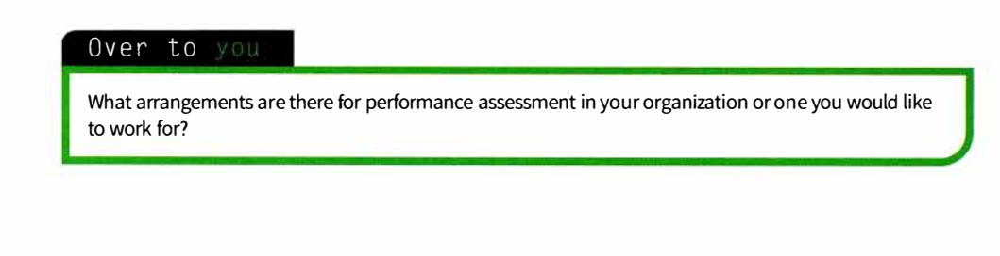 Over to you
What arrangements are there for performance assessment in your organization or one you would like
to work for?